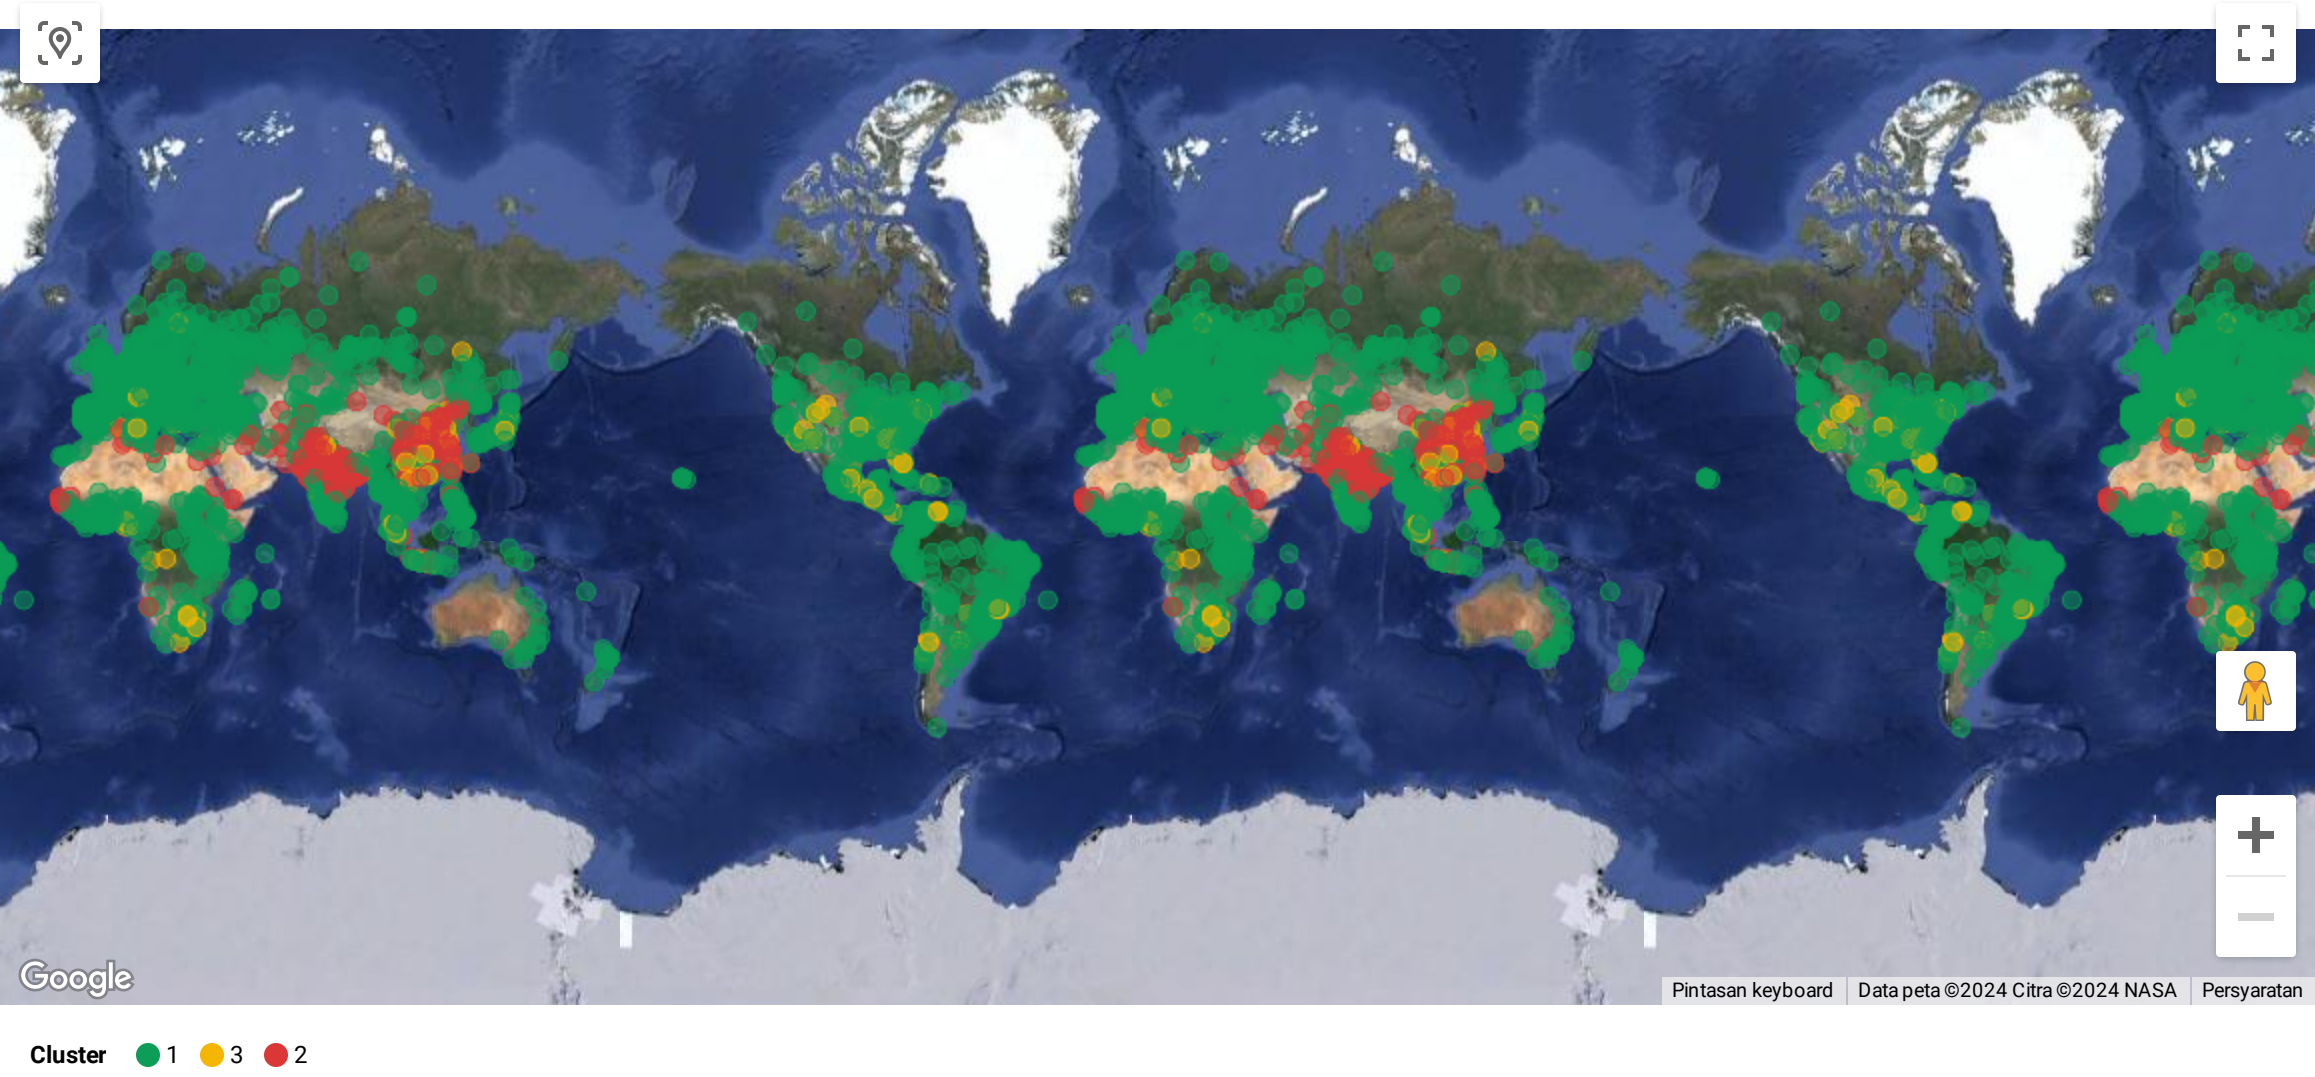 Google
Pintasan keyboard
Data peta ©2024 Citra ©2024 NASA
Persyaratan
Cluster 1 3 2